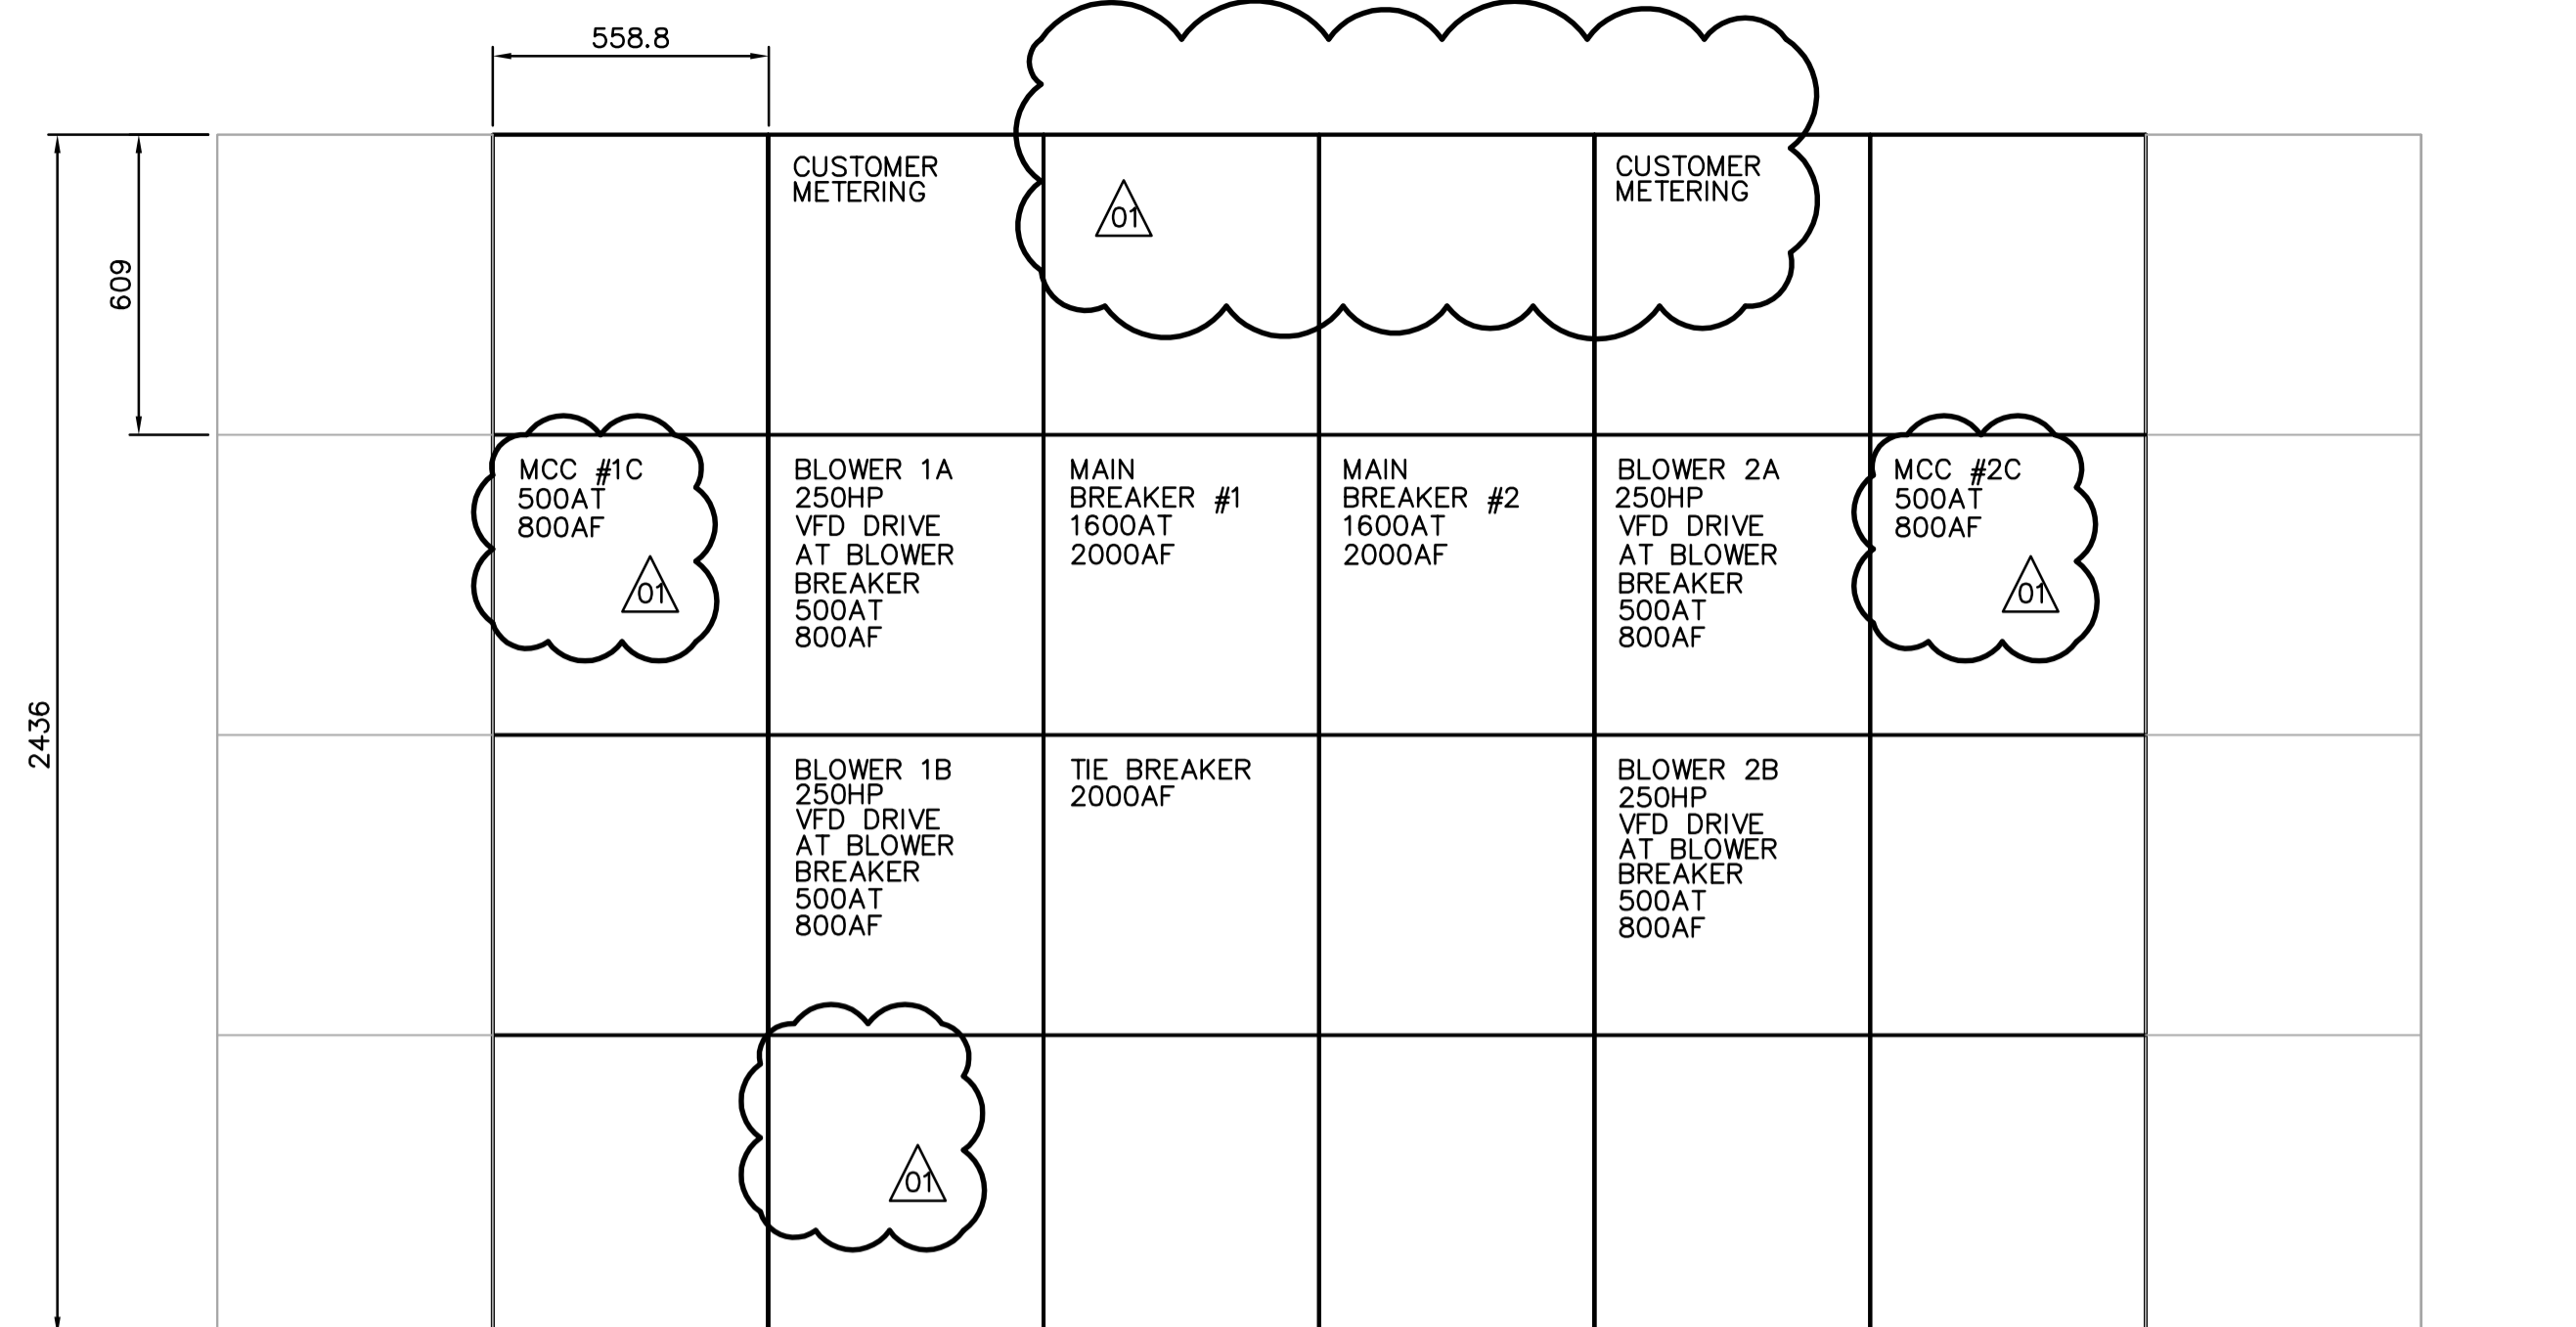 558.8
609
2436
CUSTOMER
METERING
01
CUSTOMER
METERING
MCC #1C
500AT
800AF
01
BLOWER 1A
250HP
VFD DRIVE
AT BLOWER
BREAKER
500AT
800AF
MAIN
BREAKER #1
1600AT
2000AF
MAIN
BREAKER #2
1600AT
2000AF
BLOWER 2A
250HP
VFD DRIVE
AT BLOWER
BREAKER
500AT
800AF
MCC #2C
500AT
800AF
01
BLOWER 1B
250HP
VFD DRIVE
AT BLOWER
BREAKER
500AT
800AF
TIE BREAKER
2000AF
BLOWER 2B
250HP
VFD DRIVE
AT BLOWER
BREAKER
500AT
800AF
01